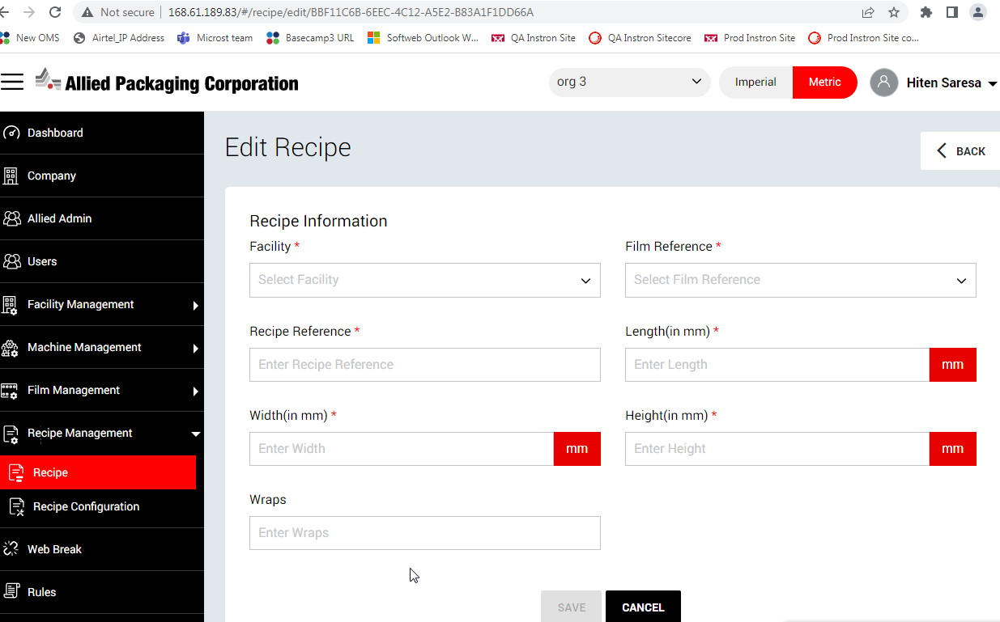 Not secure 168.61.189.83/#/recipe/edit/BBF11C6B-6EEC-4C12-A5E2-B83A1F1DD66A
New OMS Airtel_IP Address Microst team Basecamp3 URL Softweb Outlook W... QA Instron Site QA Instron Sitecore Prod Instron Site Prod Instron Site co...
Allied Packaging Corporation org 3 Imperial Metric Hiten Saresa
Dashboard
Company
Allied Admin
Users
Facility Management
Machine Management
Film Management
Recipe Management
Recipe
Recipe Configuration
Web Break
Rules
Edit Recipe BACK
Recipe Information
Facility * Film Reference *
Select Facility Select Film Reference
Recipe Reference * Length(in mm) *
Enter Recipe Reference Enter Length mm
Width(in mm) * Height(in mm) *
Enter Width mm Enter Height mm
Wraps
Enter Wraps
SAVE CANCEL